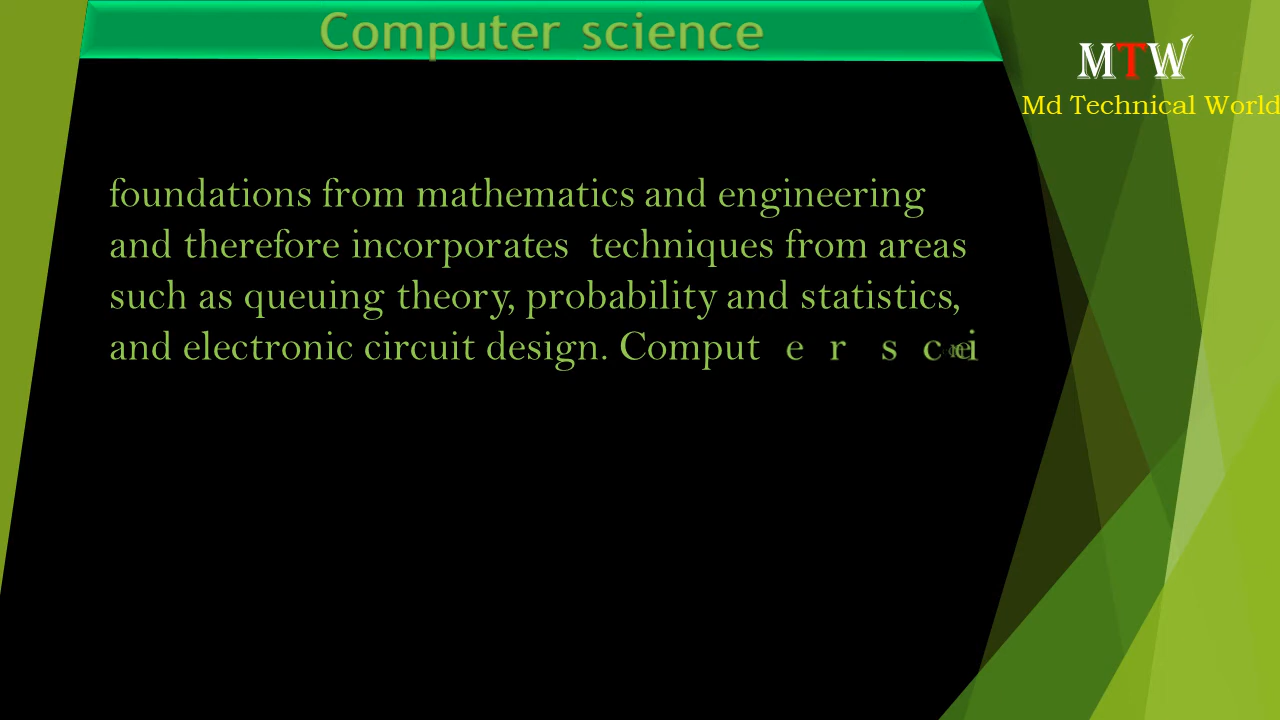 Computer science
MTW
Md Technical World
foundations from mathematics and engineering
and therefore incorporates techniques from areas
such as queuing theory, probability and statistics,
and electronic circuit design. Computer